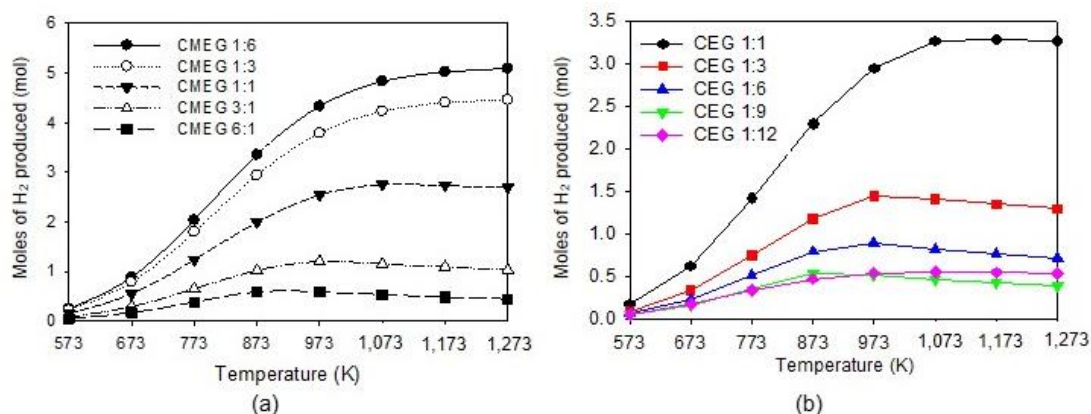 6
5
4
3
2
1
0
Moles of H₂ produced (mol)
CMEG 1:6
CMEG 1:3
CMEG 1:1
CMEG 3:1
CMEG 6:1
573 673 773 873 973 1,073 1,173 1,273
Temperature (K)
(a)
3.5
3.0
2.5
2.0
1.5
1.0
0.5
0.0
Moles of H₂ produced (mol)
CEG 1:1
CEG 1:3
CEG 1:6
CEG 1:9
CEG 1:12
573 673 773 873 973 1,073 1,173 1,273
Temperature (K)
(b)